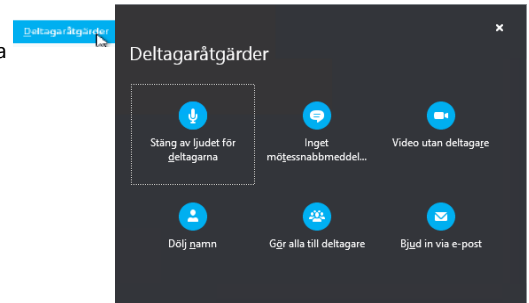 Deltagaråtgärder
a
Deltagaråtgärder
Stäng av ljudet för
deltagarna
Inget
mötessnabbmeddel...
Video utan deltagare
Dölj namn
Gör alla till deltagare
Bjud in via e-post